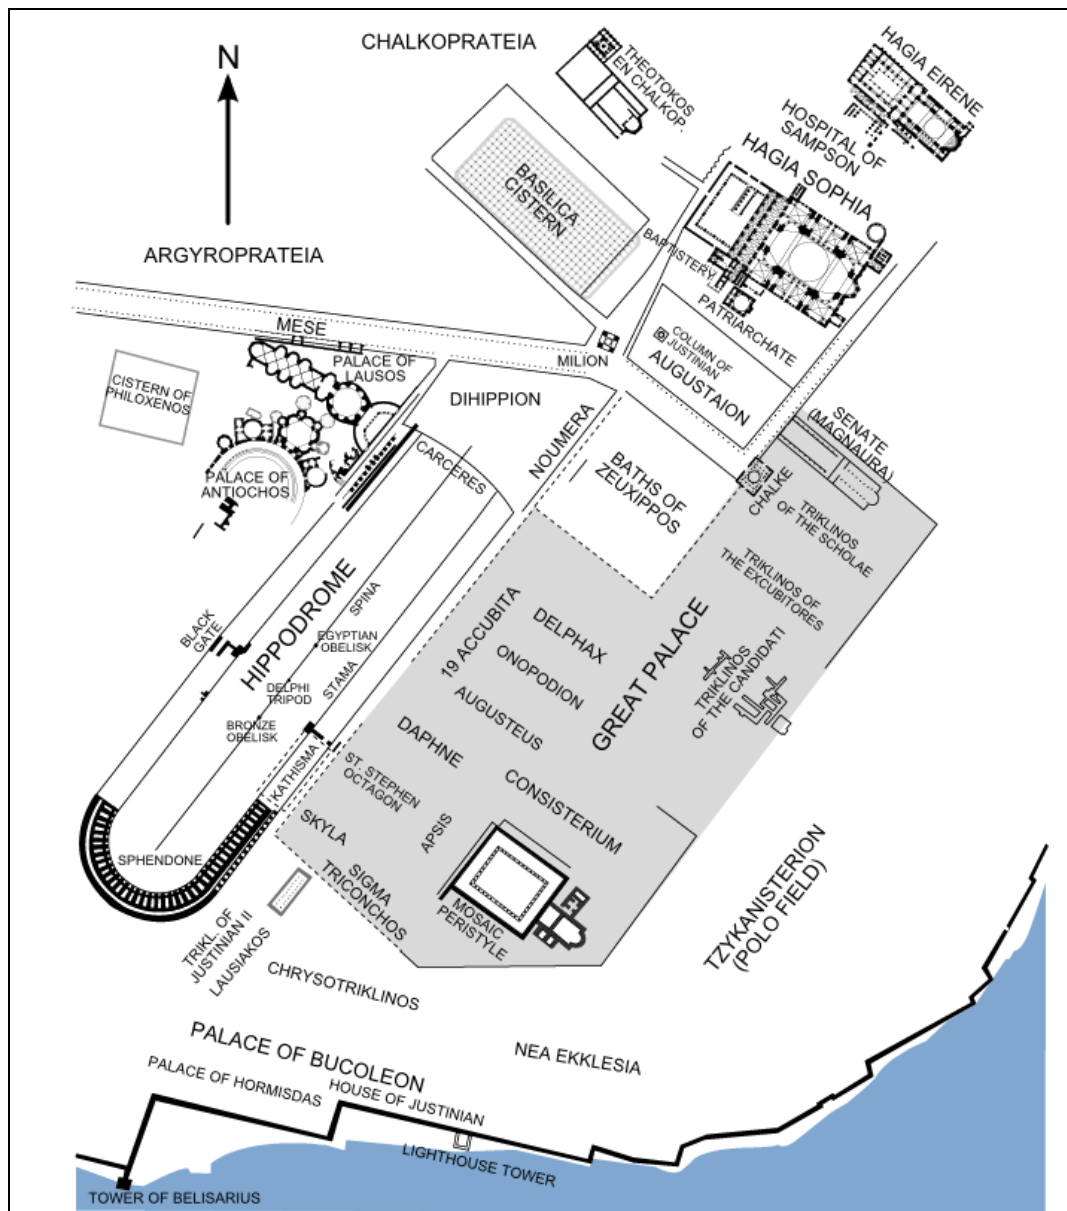 CHALKOPRATEIA
N
THEOTOKOS
EN CHALKOP.
HAGIA EIRENE
HOSPITAL OF
SAMPSON
HAGIA SOPHIA
BASILICA
CISTERN
ARGYROPRATEIA
BAPTISTERY
PATRIARCHATE
COLUMN OF
JUSTINIAN
AUGUSTAION
MESE
MILION
PALACE OF
LAUSOS
CISTERN OF
PHILOXENOS
DIHIPPION
NOUMERA
SENATE
(MAGNAURA)
CARCERES
BATHS OF
ZEUXIPPOS
CHALKE
PALACE OF
ANTIOCHOS
TRIKLINOS
OF THE SCHOLAE
TRIKLINOS OF
THE EXCUBITORES
HIPPODROME
SPINA
BLACK
GATE
EGYPTIAN
OBELISK
19 ACCUBITA
DELPHAX
ONOPODION
GREAT PALACE
TRIKLINOS
OF THE CANDIDATI
DELPHI
TRIPOD
STAMA
AUGUSTEUS
BRONZE
OBELISK
DAPHNE
KATHISMA
ST. STEPHEN
OCTAGON
CONSISTERIUM
SKYLA
APSIS
SPHENDONE
SIGMA
TRICONCHOS
MOSAIC
PERISTYLE
TZYKANISTERION
(POLO FIELD)
TRIKL. OF
JUSTINIAN II
LAUSIAKOS
CHRYSOTRIKLINOS
PALACE OF BUCOLEON
NEA EKKLESIA
PALACE OF HORMISDAS
HOUSE OF JUSTINIAN
LIGHTHOUSE TOWER
TOWER OF BELISARIUS